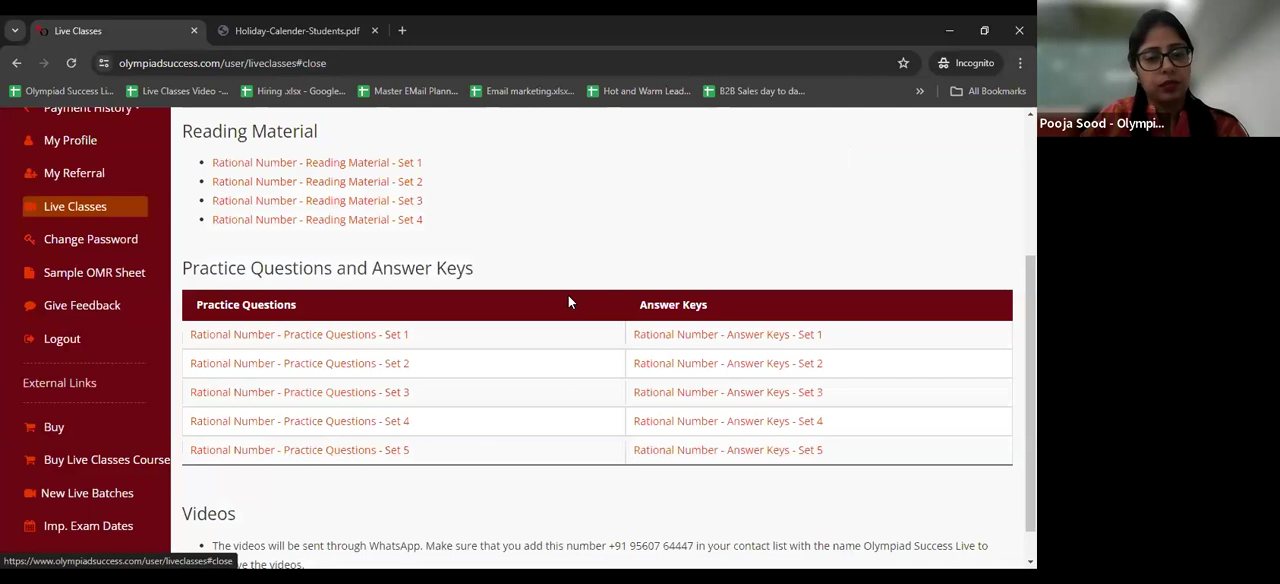 Live Classes
Holiday-Calender-Students.pdf
olympiadsuccess.com/user/liveclasses#close
Incognito
Olympiad Success Li...
Live Classes Video -...
Hiring .xlsx - Google...
Master EMail Plann...
Email marketing.xlsx...
Hot and Warm Lead...
B2B Sales day to da...
All Bookmarks
Payment History
My Profile
My Referral
Live Classes
Change Password
Sample OMR Sheet
Give Feedback
Logout
External Links
Buy
Buy Live Classes Course
New Live Batches
Imp. Exam Dates
Reading Material
Rational Number - Reading Material - Set 1
Rational Number - Reading Material - Set 2
Rational Number - Reading Material - Set 3
Rational Number - Reading Material - Set 4
Practice Questions and Answer Keys
Practice Questions Answer Keys
Rational Number - Practice Questions - Set 1 Rational Number - Answer Keys - Set 1
Rational Number - Practice Questions - Set 2 Rational Number - Answer Keys - Set 2
Rational Number - Practice Questions - Set 3 Rational Number - Answer Keys - Set 3
Rational Number - Practice Questions - Set 4 Rational Number - Answer Keys - Set 4
Rational Number - Practice Questions - Set 5 Rational Number - Answer Keys - Set 5
Videos
The videos will be sent through WhatsApp. Make sure that you add this number +91 95607 64447 in your contact list with the name Olympiad Success Live to
the videos.
https://www.olympiadsuccess.com/user/liveclasses#close
Pooja Sood - Olympi...